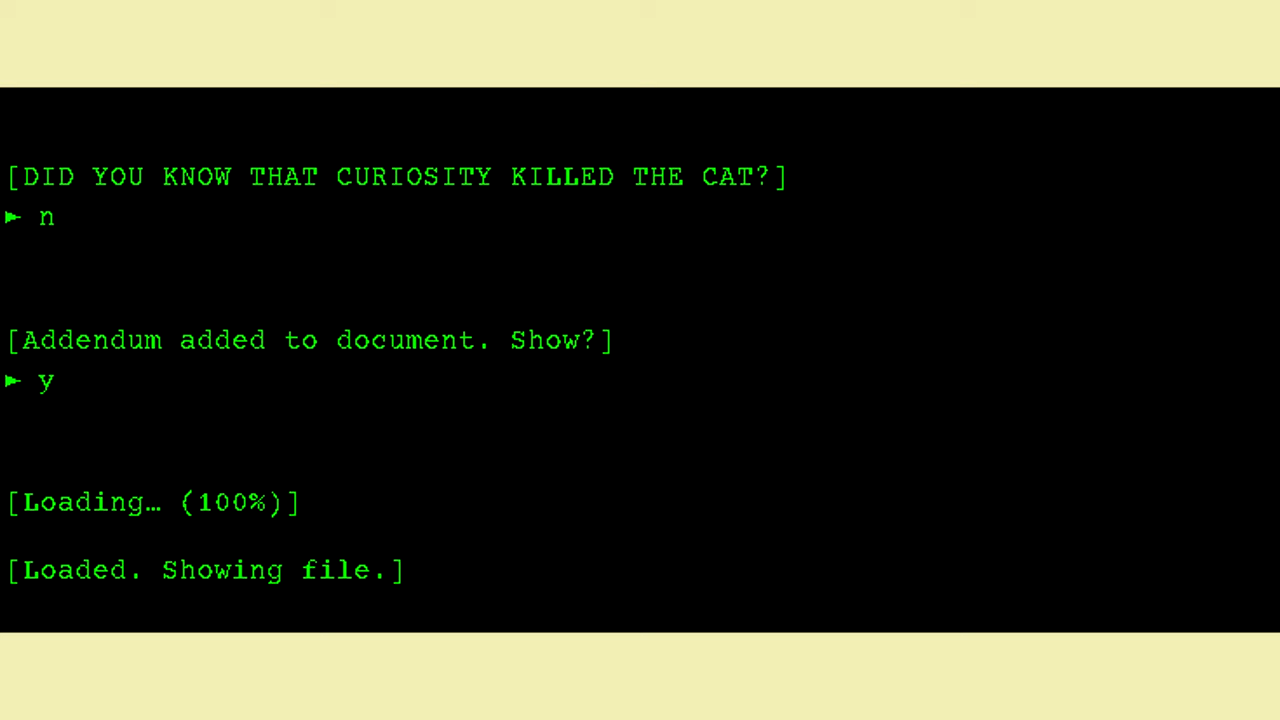 [DID YOU KNOW THAT CURIOSITY KILLED THE CAT?]
► n
[Addendum added to document. Show?]
► y
[Loading… (100%)]
[Loaded. Showing file.]